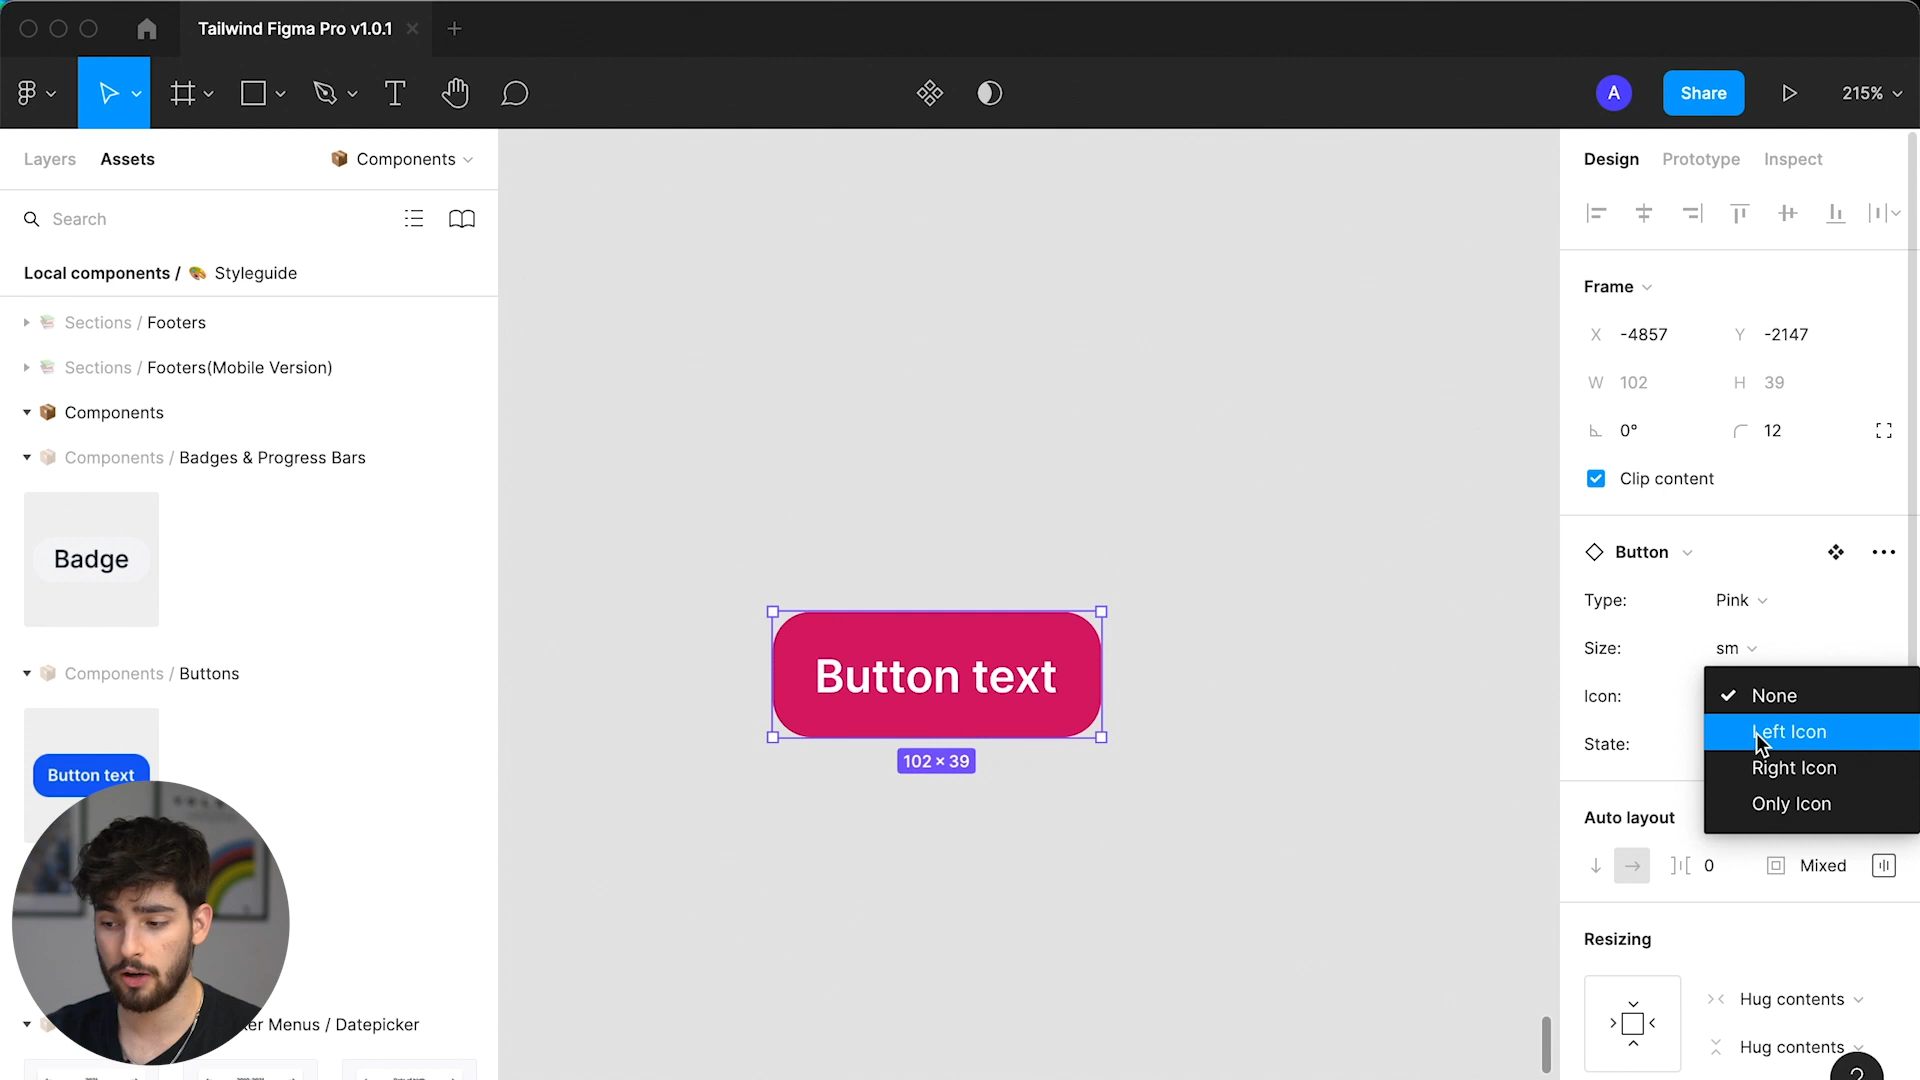 Tailwind Figma Pro v1.0.1
A
Share
215%
Layers
Assets
Components
Search
Local components / Styleguide
Sections / Footers
Sections / Footers(Mobile Version)
Components
Components / Badges & Progress Bars
Badge
Components / Buttons
Button text
er Menus / Datepicker
Button text
102 × 39
Design
Prototype
Inspect
Frame
X -4857
Y -2147
W 102
H 39
0°
12
Clip content
Button
Type: Pink
Size: sm
Icon:
None
Left Icon
Right Icon
Only Icon
State:
Auto layout
0
Mixed
Resizing
Hug contents
Hug contents
?